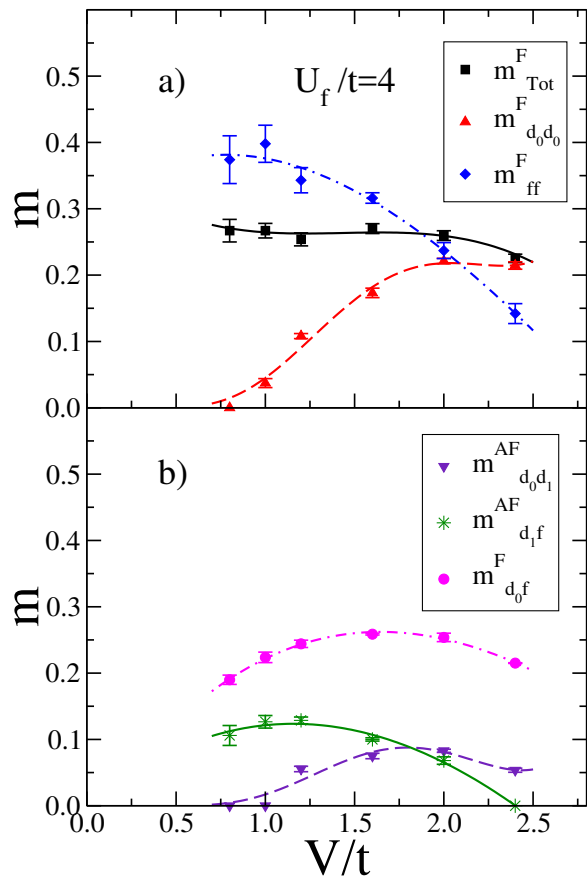 a)
U_f /t=4
m^F_Tot
m^F_d₀d₀
m^F_ff
m
0.5
0.4
0.3
0.2
0.1
0.0
b)
m^AF_d₀d₁
m^AF_d₁f
m^F_d₀f
m
0.5
0.4
0.3
0.2
0.1
0.0
0.0 0.5 1.0 1.5 2.0 2.5
V/t